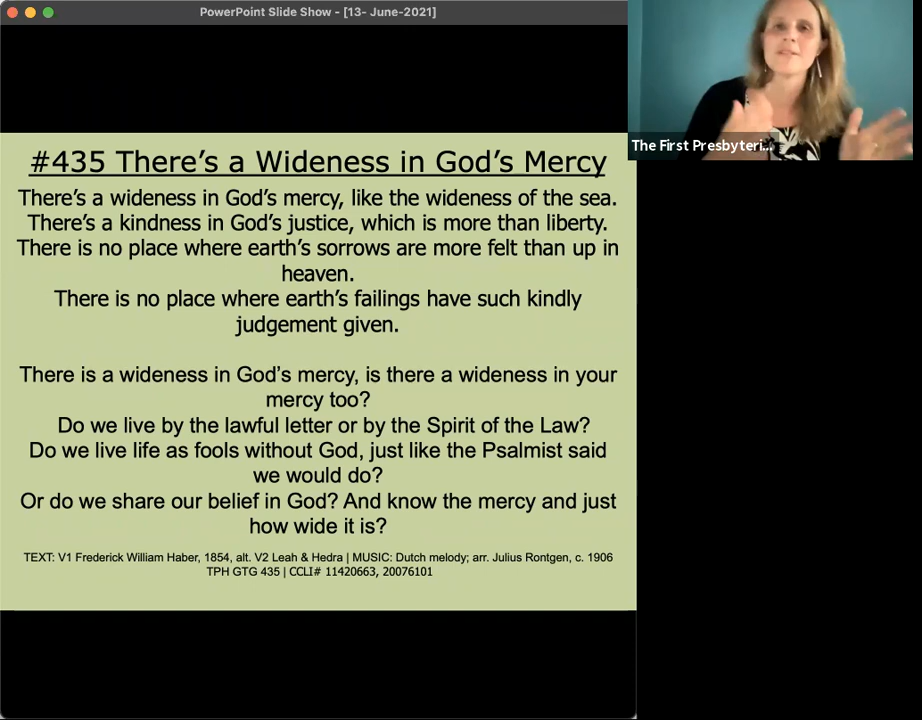 PowerPoint Slide Show - [13- June-2021]
The First Presbyteri...
#435 There's a Wideness in God's Mercy
There's a wideness in God's mercy, like the wideness of the sea.
There's a kindness in God's justice, which is more than liberty.
There is no place where earth's sorrows are more felt than up in
heaven.
There is no place where earth's failings have such kindly
judgement given.
There is a wideness in God's mercy, is there a wideness in your
mercy too?
Do we live by the lawful letter or by the Spirit of the Law?
Do we live life as fools without God, just like the Psalmist said
we would do?
Or do we share our belief in God? And know the mercy and just
how wide it is?
TEXT: V1 Frederick William Haber, 1854, alt. V2 Leah & Hedra | MUSIC: Dutch melody; arr. Julius Rontgen, c. 1906
TPH GTG 435 | CCLI# 11420663, 20076101